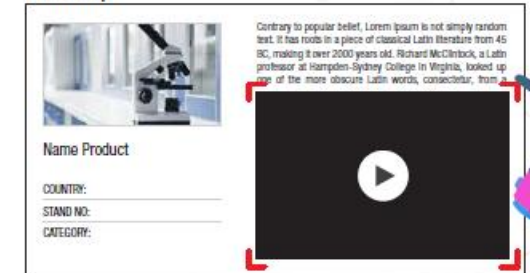 Contrary to popular belief, Lorem Ipsum is not simply random
text. It has roots in a piece of classical Latin literature from 45
BC, making it over 2000 years old. Richard McClintock, a Latin
professor at Hampden-Sydney College in Virginia, looked up
one of the more obscure Latin words, consectetur, from a
Name Product
COUNTRY:
STAND NO:
CATEGORY: